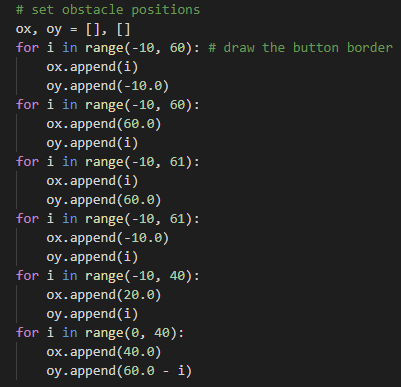 # set obstacle positions
ox, oy = [], []
for i in range(-10, 60): # draw the button border
    ox.append(i)
    oy.append(-10.0)
for i in range(-10, 60):
    ox.append(60.0)
    oy.append(i)
for i in range(-10, 61):
    ox.append(i)
    oy.append(60.0)
for i in range(-10, 61):
    ox.append(-10.0)
    oy.append(i)
for i in range(-10, 40):
    ox.append(20.0)
    oy.append(i)
for i in range(0, 40):
    ox.append(40.0)
    oy.append(60.0 - i)